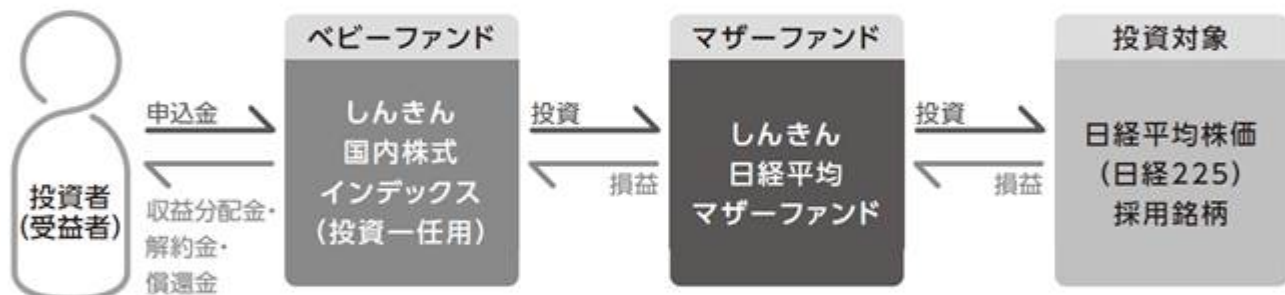 投資者
(受益者)
申込金
収益分配金・
解約金・
償還金
ベビーファンド
しんきん
国内株式
インデックス
(投資一任用)
投資
損益
マザーファンド
しんきん
日経平均
マザーファンド
投資
損益
投資対象
日経平均株価
(日経225)
採用銘柄